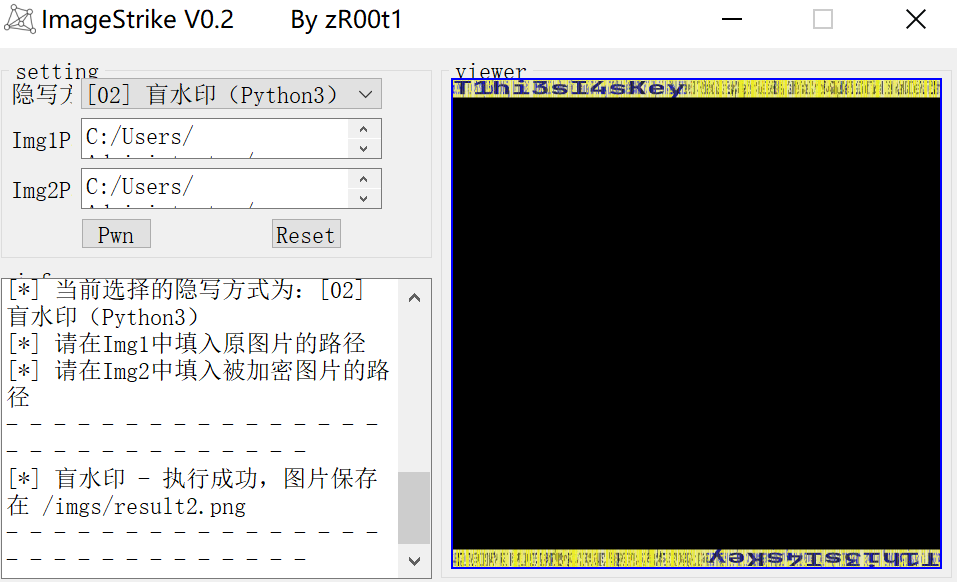 ImageStrike V0.2 By zR00t1
setting
viewer
隐写方
[02] 盲水印（Python3）
Img1P
C:/Users/
Img2P
C:/Users/
Pwn
Reset
[*] 当前选择的隐写方式为：[02]
盲水印（Python3）
[*] 请在Img1中填入原图片的路径
[*] 请在Img2中填入被加密图片的路
径
- - - - - - - - - - - - - - - -
- - - - - - - - - - - - -
[*] 盲水印 - 执行成功，图片保存
在 /imgs/result2.png
- - - - - - - - - - - - - - - -
- - - - - - - - - - - - -
T1hi3sI4sKey
T1hi3sI4sKey